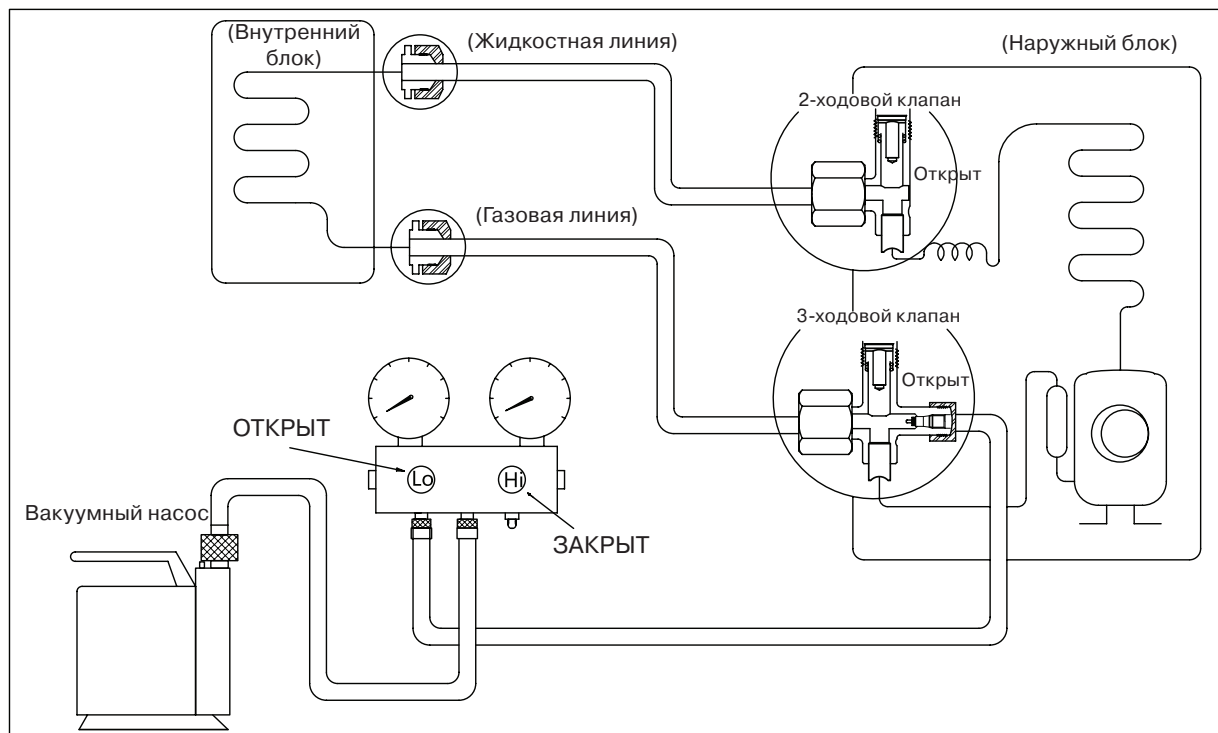 (Внутренний
блок)
(Жидкостная линия)
(Наружный блок)
2-ходовой клапан
Открыт
(Газовая линия)
3-ходовой клапан
Открыт
ОТКРЫТ
Lo
Hi
Вакуумный насос
ЗАКРЫТ